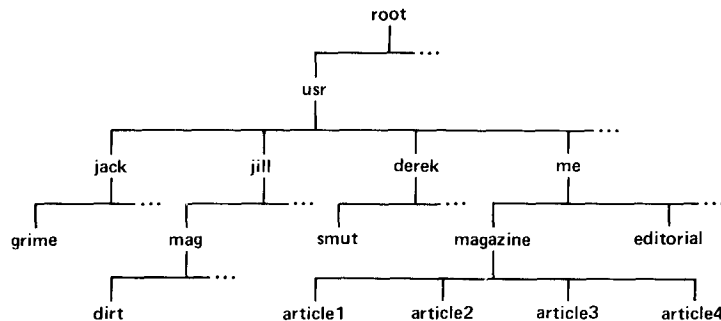 root
...
usr
...
jack jill derek me
... ... ... ...
grime mag smut magazine editorial
...
dirt article1 article2 article3 article4